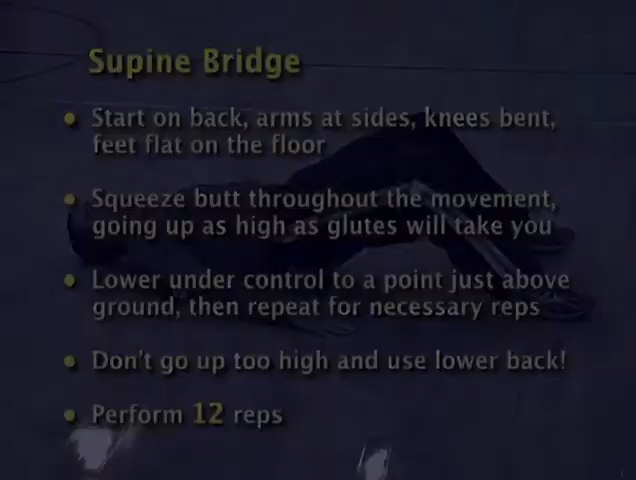 Supine Bridge
Start on back, arms at sides, knees bent,
feet flat on the floor
Squeeze butt throughout the movement,
going up as high as glutes will take you
Lower under control to a point just above
ground, then repeat for necessary reps
Don't go up too high and use lower back!
Perform 12 reps